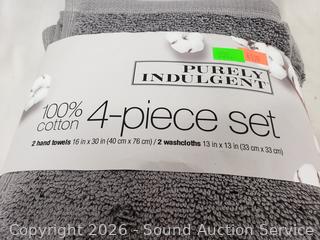 PURELY
INDULGENT
100%
cotton
4-piece set
2 hand towels 16 in x 30 in (40 cm x 76 cm) / 2 washcloths 13 in x 13 in (33 cm x 33 cm)
Copyright 2026 - Sound Auction Service